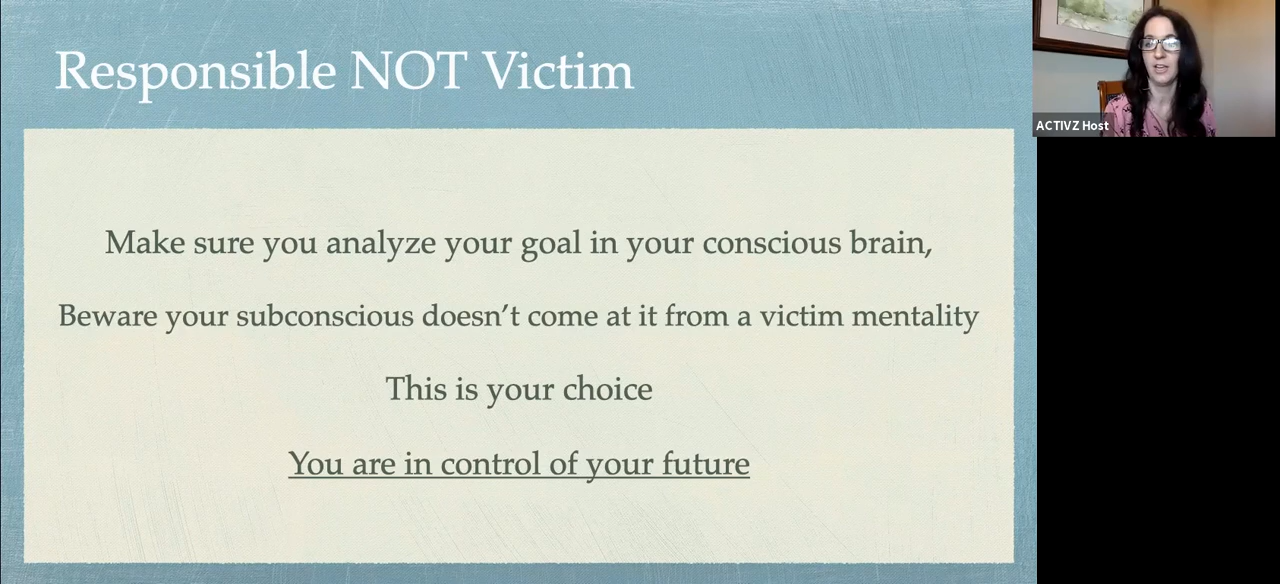 Responsible NOT Victim
ACTIVZ Host
Make sure you analyze your goal in your conscious brain,
Beware your subconscious doesn’t come at it from a victim mentality
This is your choice
You are in control of your future